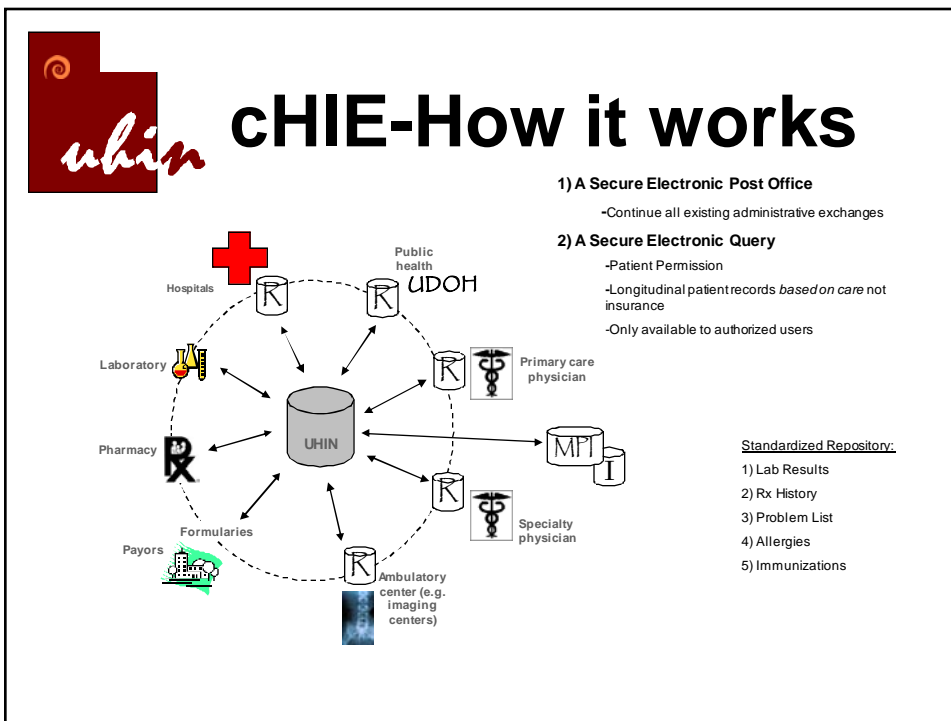 uhin
cHIE-How it works
1) A Secure Electronic Post Office
-Continue all existing administrative exchanges
2) A Secure Electronic Query
-Patient Permission
-Longitudinal patient records based on care not
insurance
-Only available to authorized users
Public
health
UDOH
R
Hospitals
R
Laboratory
R
Primary care
physician
UHIN
MPI
I
Pharmacy
Rx
R
Specialty
physician
Formularies
Payors
R
Ambulatory
center (e.g.
imaging
centers)
Standardized Repository:
1) Lab Results
2) Rx History
3) Problem List
4) Allergies
5) Immunizations